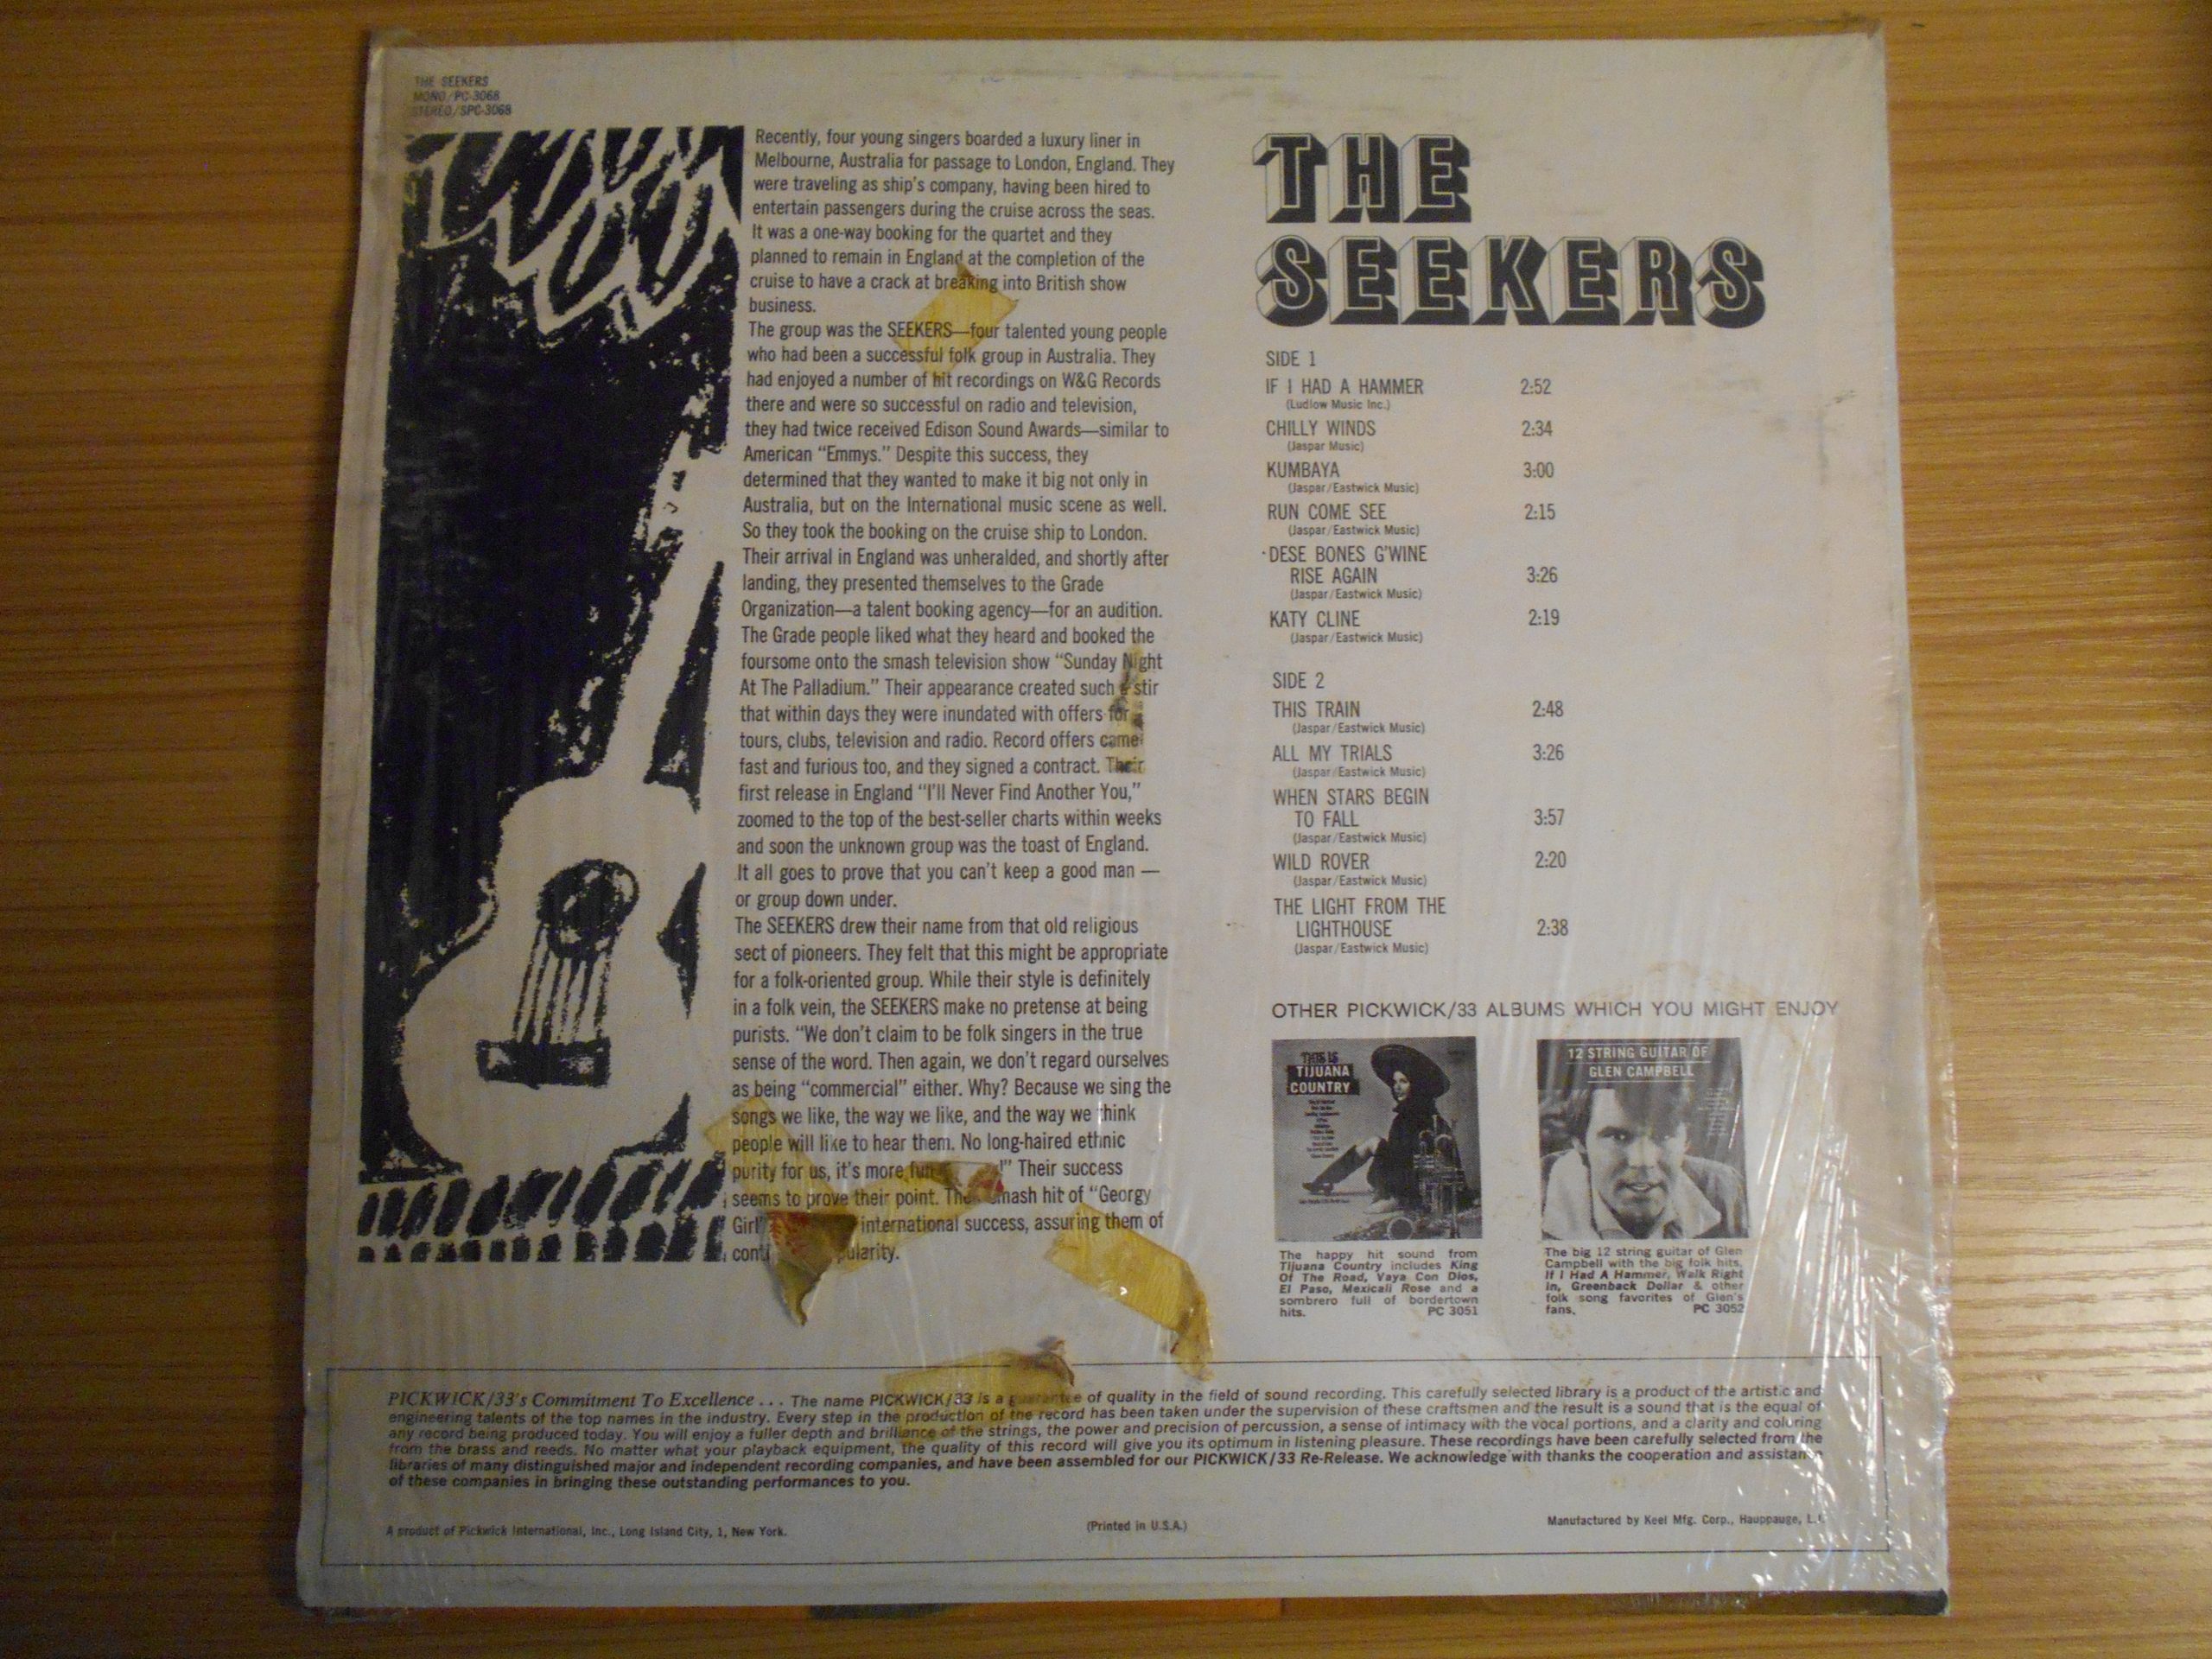 THE SEEKERS
MONO/PC-3068
STEREO/SPC-3068
Recently, four young singers boarded a luxury liner in
Melbourne, Australia for passage to London, England. They
were traveling as ship's company, having been hired to
entertain passengers during the cruise across the seas.
It was a one-way booking for the quartet and they
planned to remain in England at the completion of the
cruise to have a crack at breaking into British show
business.
The group was the SEEKERS—four talented young people
who had been a successful folk group in Australia. They
had enjoyed a number of hit recordings on W&G Records
there and were so successful on radio and television,
they had twice received Edison Sound Awards—similar to
American “Emmys.” Despite this success, they
determined that they wanted to make it big not only in
Australia, but on the International music scene as well.
So they took the booking on the cruise ship to London.
Their arrival in England was unheralded, and shortly after
landing, they presented themselves to the Grade
Organization—a talent booking agency—for an audition.
The Grade people liked what they heard and booked the
foursome onto the smash television show “Sunday Night
At The Palladium.” Their appearance created such a stir
that within days they were inundated with offers for
tours, clubs, television and radio. Record offers came
fast and furious too, and they signed a contract. Their
first release in England “I'll Never Find Another You,”
zoomed to the top of the best-seller charts within weeks
and soon the unknown group was the toast of England.
It all goes to prove that you can't keep a good man —
or group down under.
The SEEKERS drew their name from that old religious
sect of pioneers. They felt that this might be appropriate
for a folk-oriented group. While their style is definitely
in a folk vein, the SEEKERS make no pretense at being
purists. “We don't claim to be folk singers in the true
sense of the word. Then again, we don't regard ourselves
as being “commercial” either. Why? Because we sing the
songs we like, the way we like, and the way we think
people will like to hear them. No long-haired ethnic
purity for us, it's more fun !” Their success
seems to prove their point. The smash hit of “Georgy
Girl” international success, assuring them of
THE
SEEKERS
SIDE 1
IF I HAD A HAMMER 2:52
(Ludlow Music Inc.)
CHILLY WINDS 2:34
(Jaspar Music)
KUMBAYA 3:00
(Jaspar/Eastwick Music)
RUN COME SEE 2:15
(Jaspar/Eastwick Music)
DESE BONES G'WINE
RISE AGAIN 3:26
(Jaspar/Eastwick Music)
KATY CLINE 2:19
(Jaspar/Eastwick Music)
SIDE 2
THIS TRAIN 2:48
(Jaspar/Eastwick Music)
ALL MY TRIALS 3:26
(Jaspar/Eastwick Music)
WHEN STARS BEGIN
TO FALL 3:57
(Jaspar/Eastwick Music)
WILD ROVER 2:20
(Jaspar/Eastwick Music)
THE LIGHT FROM THE
LIGHTHOUSE 2:38
(Jaspar/Eastwick Music)
OTHER PICKWICK/33 ALBUMS WHICH YOU MIGHT ENJOY
THIS IS
TIJUANA
COUNTRY
The happy hit sound from
Tijuana Country includes King
Of The Road, Vaya Con Dios,
El Paso, Mexicali Rose and a
sombrero full of bordertown
hits. PC 3051
12 STRING GUITAR OF
GLEN CAMPBELL
The big 12 string guitar of Glen
Campbell with the big folk hits,
If I Had A Hammer, Walk Right
In, Greenback Dollar & other
folk song favorites of Glen's
fans. PC 3052
PICKWICK/33's Commitment To Excellence . . . The name PICKWICK/33 is a guarantee of quality in the field of sound recording. This carefully selected library is a product of the artistic and
engineering talents of the top names in the industry. Every step in the production of the record has been taken under the supervision of these craftsmen and the result is a sound that is the equal of
any record being produced today. You will enjoy a fuller depth and brilliance of the strings, the power and precision of percussion, a sense of intimacy with the vocal portions, and a clarity and coloring
from the brass and reeds. No matter what your playback equipment, the quality of this record will give you its optimum in listening pleasure. These recordings have been carefully selected from the
libraries of many distinguished major and independent recording companies, and have been assembled for our PICKWICK/33 Re-Release. We acknowledge with thanks the cooperation and assistance
of these companies in bringing these outstanding performances to you.
A product of Pickwick International, Inc., Long Island City, 1, New York.
(Printed in U.S.A.)
Manufactured by Keel Mfg. Corp., Hauppauge, L.I.